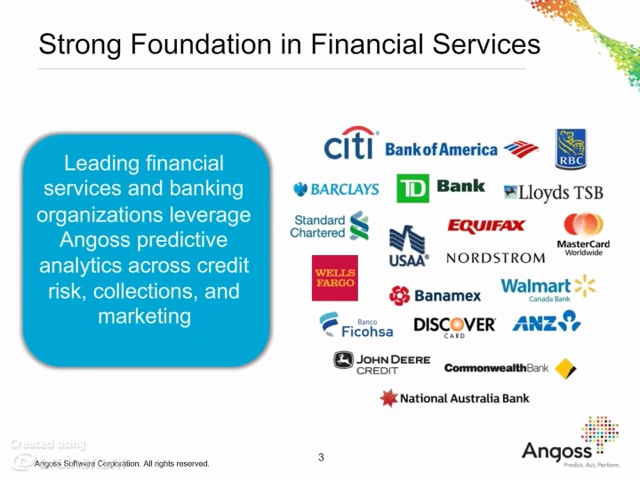 Strong Foundation in Financial Services
Leading financial
services and banking
organizations leverage
Angoss predictive
analytics across credit
risk, collections, and
marketing
citi
Bank of America
RBC
BARCLAYS
TD Bank
Lloyds TSB
Standard
Chartered
USAA
EQUIFAX
MasterCard
Worldwide
NORDSTROM
WELLS
FARGO
Banamex
Walmart
Canada Bank
Banco
Ficohsa
DISCOVER
CARD
ANZ
JOHN DEERE
CREDIT
CommonwealthBank
National Australia Bank
Created using
Angoss Software Corporation. All rights reserved.
3
Angoss
Predict. Act. Perform.